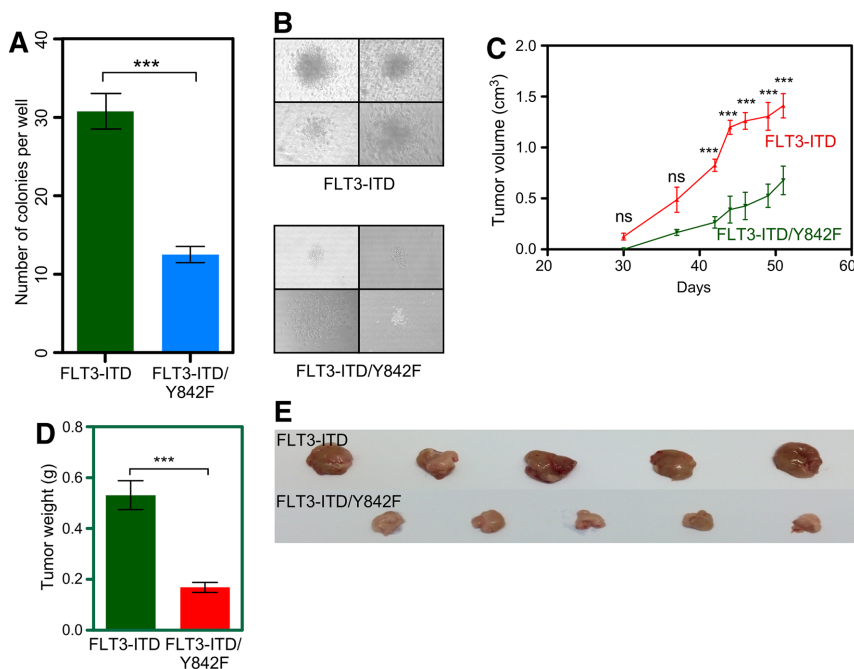 A
Number of colonies per well
40
30
20
10
0
***
FLT3-ITD
FLT3-ITD/
Y842F
B
FLT3-ITD
FLT3-ITD/Y842F
C
Tumor volume (cm³)
2.0
1.5
1.0
0.5
0.0
ns
ns
***
***
***
***
***
FLT3-ITD
FLT3-ITD/Y842F
20
30
40
50
60
Days
D
Tumor weight (g)
0.8
0.6
0.4
0.2
0.0
***
FLT3-ITD
FLT3-ITD/
Y842F
E
FLT3-ITD
FLT3-ITD/Y842F